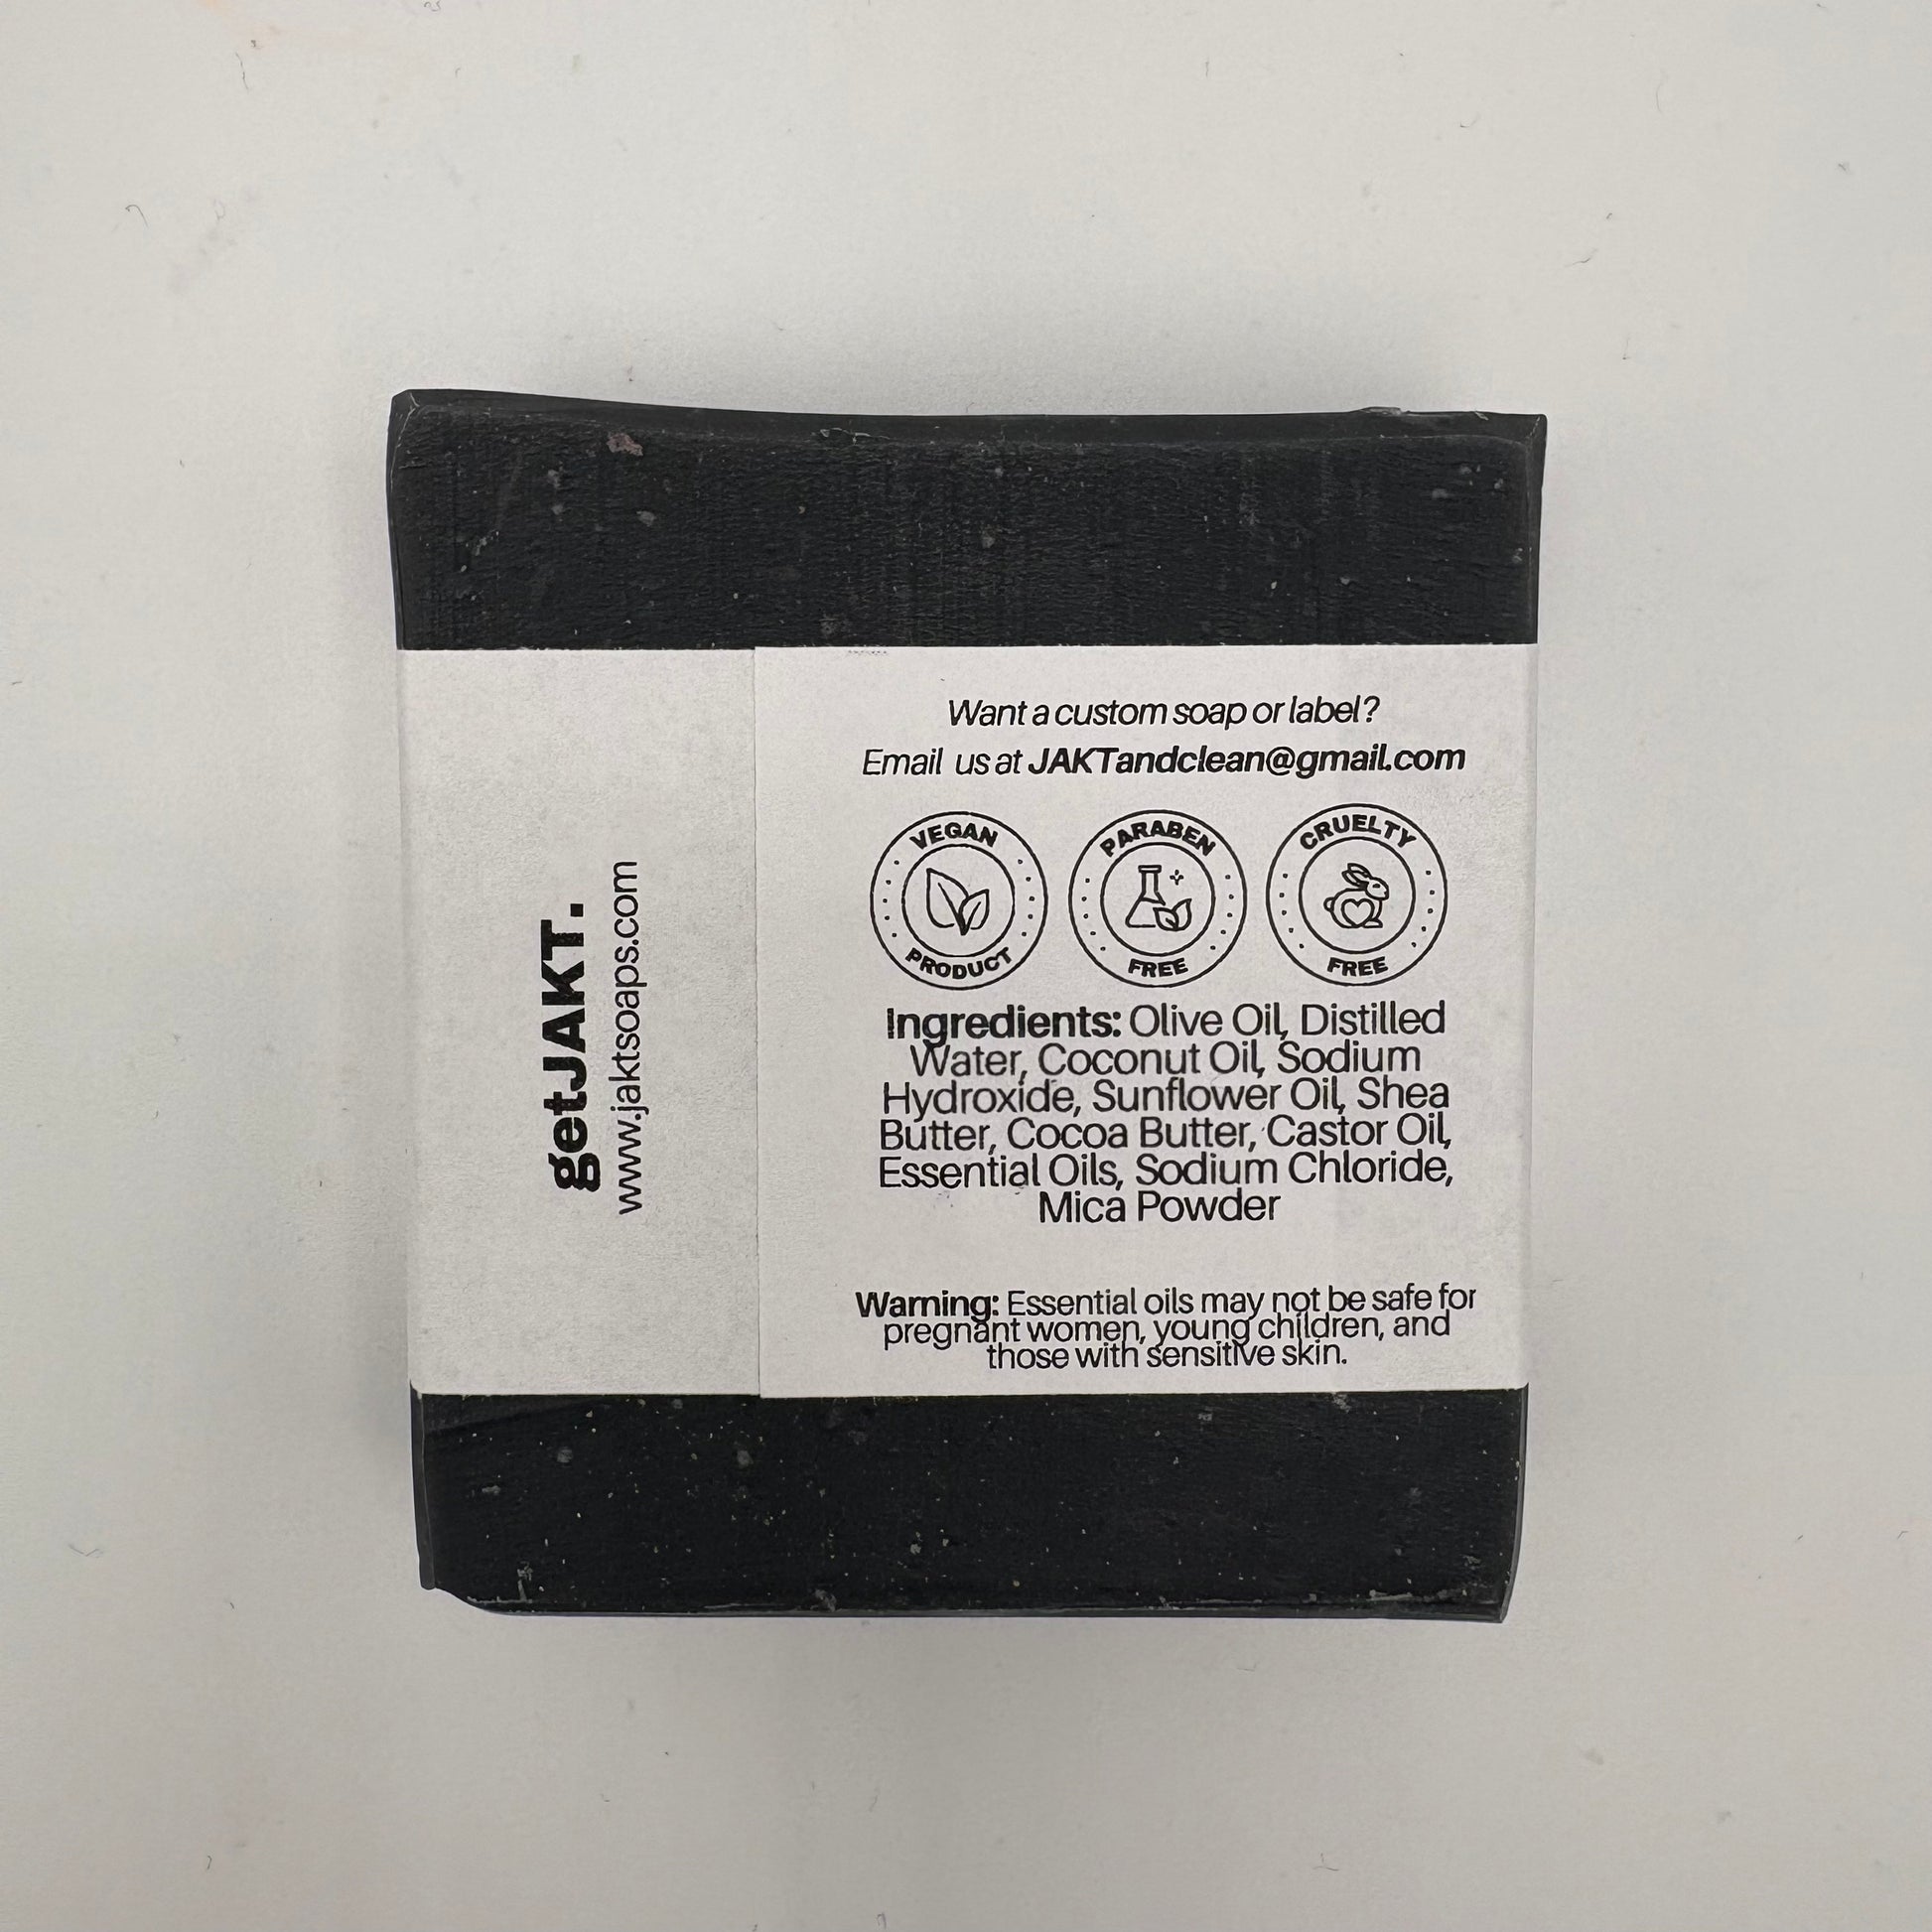 getJAKT.
www.jaktsoaps.com
Want a custom soap or label?
Email us at JAKTandclean@gmail.com
VEGAN
PRODUCT
PARABEN
FREE
CRUELTY
FREE
Ingredients: Olive Oil, Distilled
Water, Coconut Oil, Sodium
Hydroxide, Sunflower Oil, Shea
Butter, Cocoa Butter, Castor Oil,
Essential Oils, Sodium Chloride,
Mica Powder
Warning: Essential oils may not be safe for
pregnant women, young children, and
those with sensitive skin.